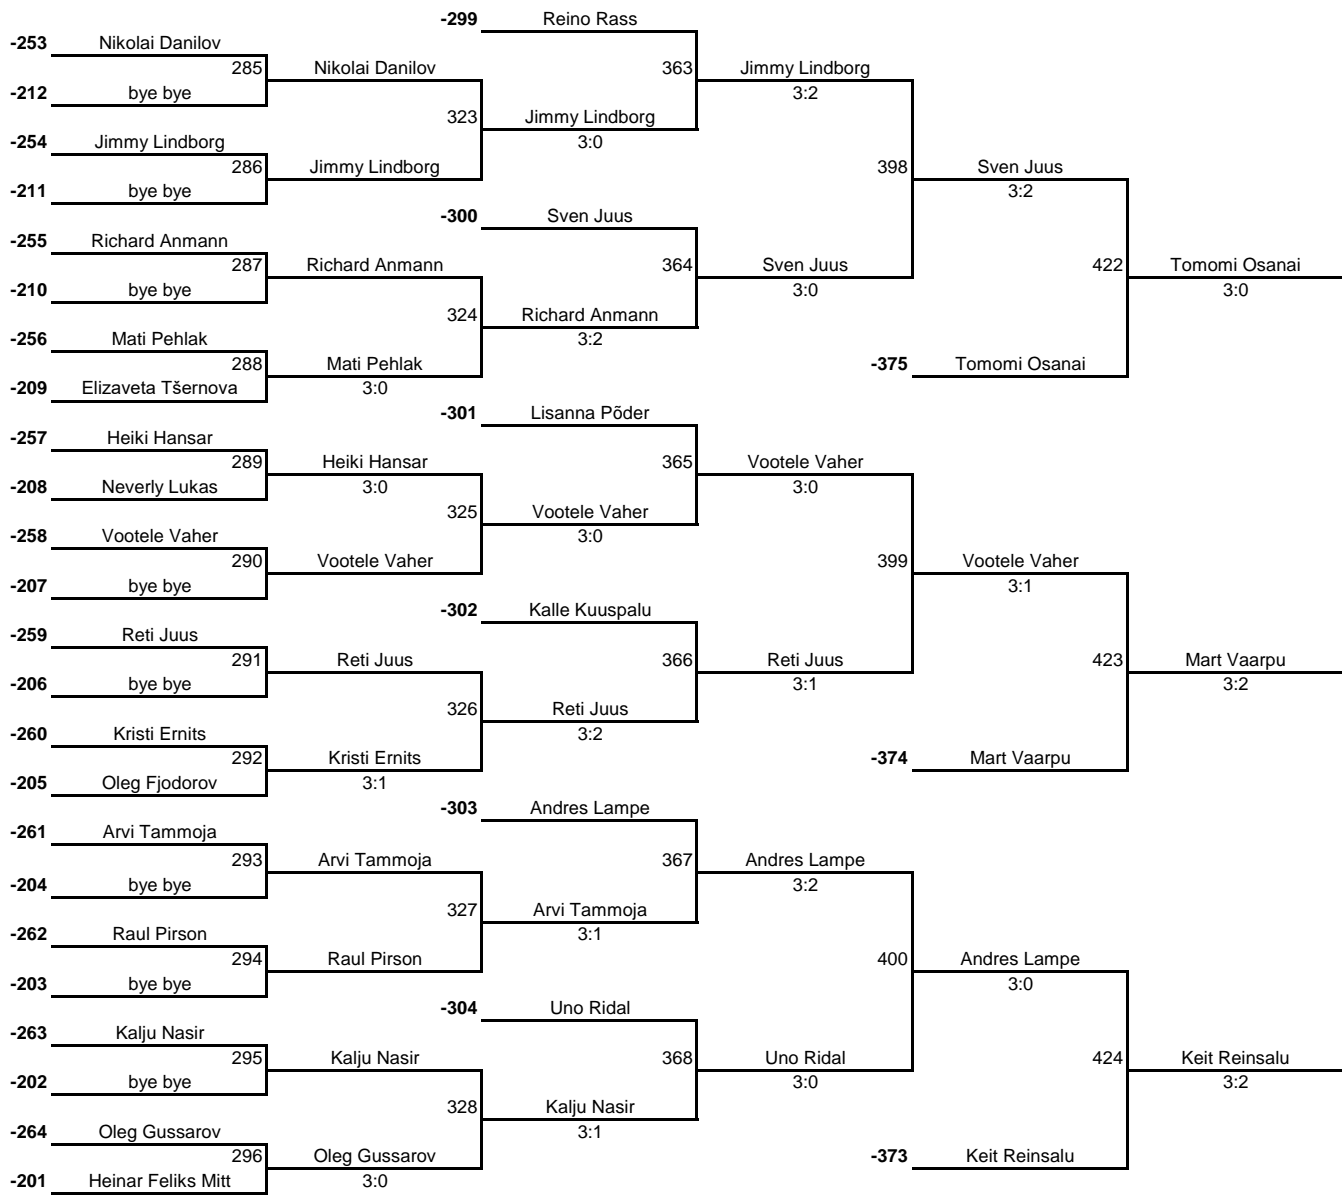 -299 Reino Rass
-253 Nikolai Danilov
285 Nikolai Danilov 363 Jimmy Lindborg
-212 bye bye 3:2
323 Jimmy Lindborg
-254 Jimmy Lindborg 3:0
286 Jimmy Lindborg 398 Sven Juus
-211 bye bye 3:2
-300 Sven Juus
-255 Richard Anmann
287 Richard Anmann 364 Sven Juus 422 Tomomi Osanai
-210 bye bye 3:0 3:0
324 Richard Anmann
-256 Mati Pehlak 3:2
288 Mati Pehlak -375 Tomomi Osanai
-209 Elizaveta Tšernova 3:0
-301 Lisanna Põder
-257 Heiki Hansar
289 Heiki Hansar 365 Vootele Vaher
-208 Neverly Lukas 3:0 3:0
325 Vootele Vaher
-258 Vootele Vaher 3:0
290 Vootele Vaher 399 Vootele Vaher
-207 bye bye 3:1
-302 Kalle Kuuspalu
-259 Reti Juus
291 Reti Juus 366 Reti Juus 423 Mart Vaarpu
-206 bye bye 3:1 3:2
326 Reti Juus
-260 Kristi Ernits 3:2
292 Kristi Ernits -374 Mart Vaarpu
-205 Oleg Fjodorov 3:1
-303 Andres Lampe
-261 Arvi Tammoja
293 Arvi Tammoja 367 Andres Lampe
-204 bye bye 3:2
327 Arvi Tammoja
-262 Raul Pirson 3:1
294 Raul Pirson 400 Andres Lampe
-203 bye bye 3:0
-304 Uno Ridal
-263 Kalju Nasir
295 Kalju Nasir 368 Uno Ridal 424 Keit Reinsalu
-202 bye bye 3:0 3:2
328 Kalju Nasir
-264 Oleg Gussarov 3:1
296 Oleg Gussarov -373 Keit Reinsalu
-201 Heinar Feliks Mitt 3:0